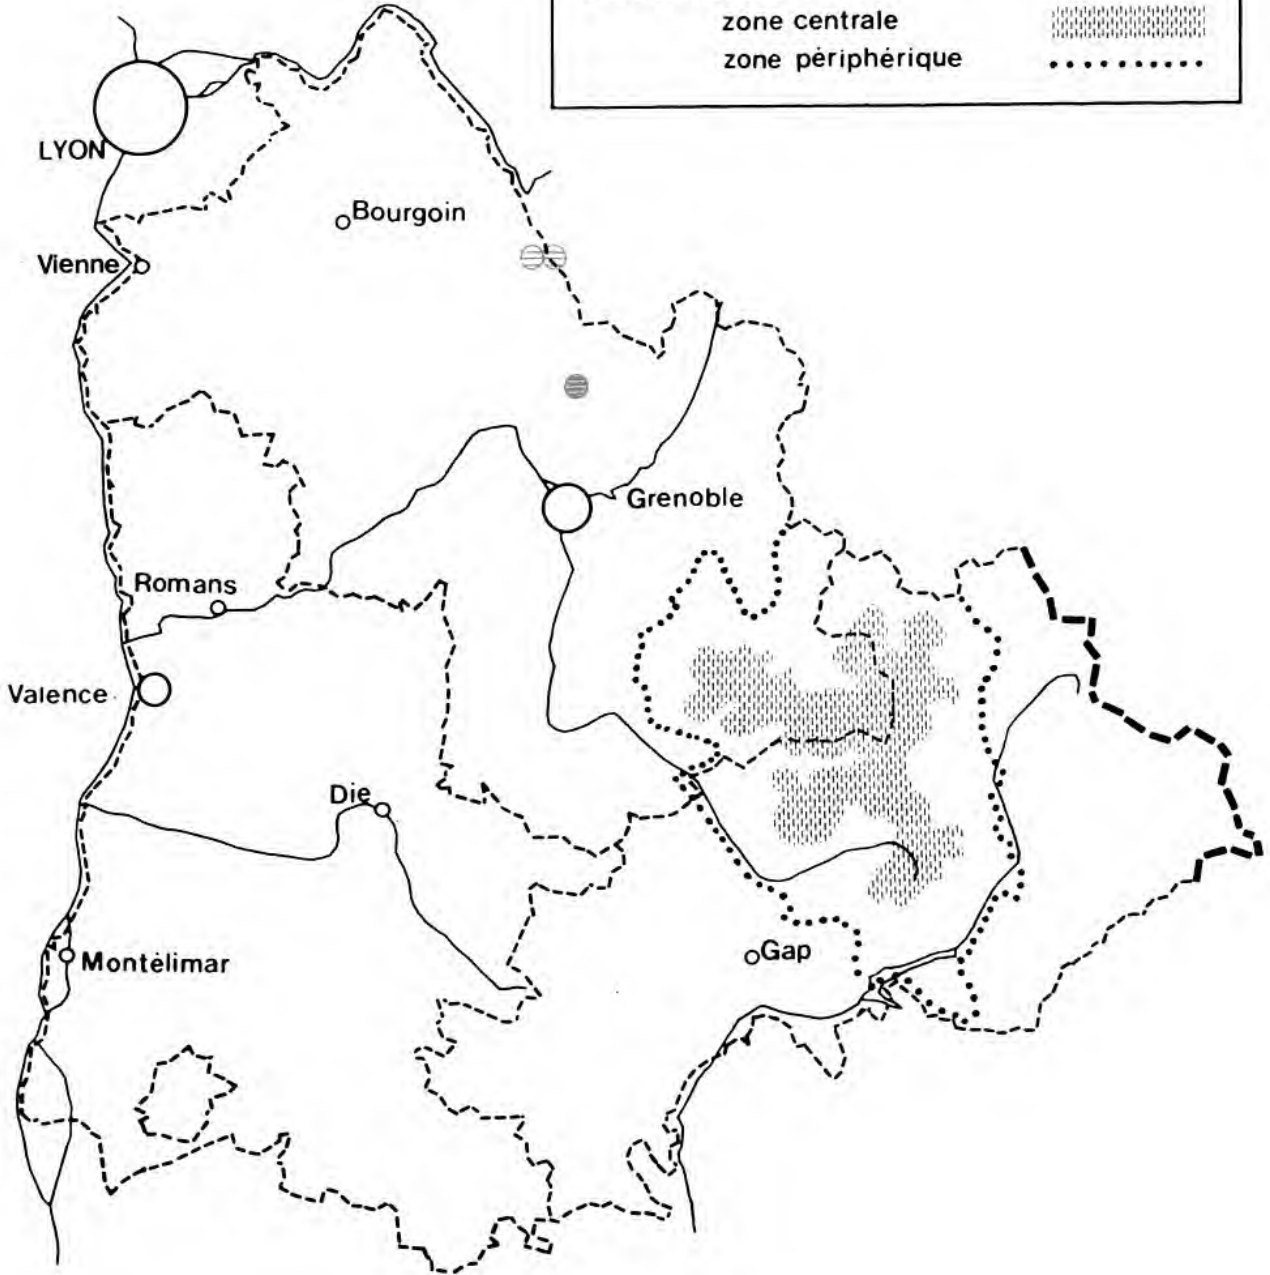 zone centrale
zone périphérique
LYON
Bourgoin
Vienne
Grenoble
Romans
Valence
Die
Gap
Montélimar